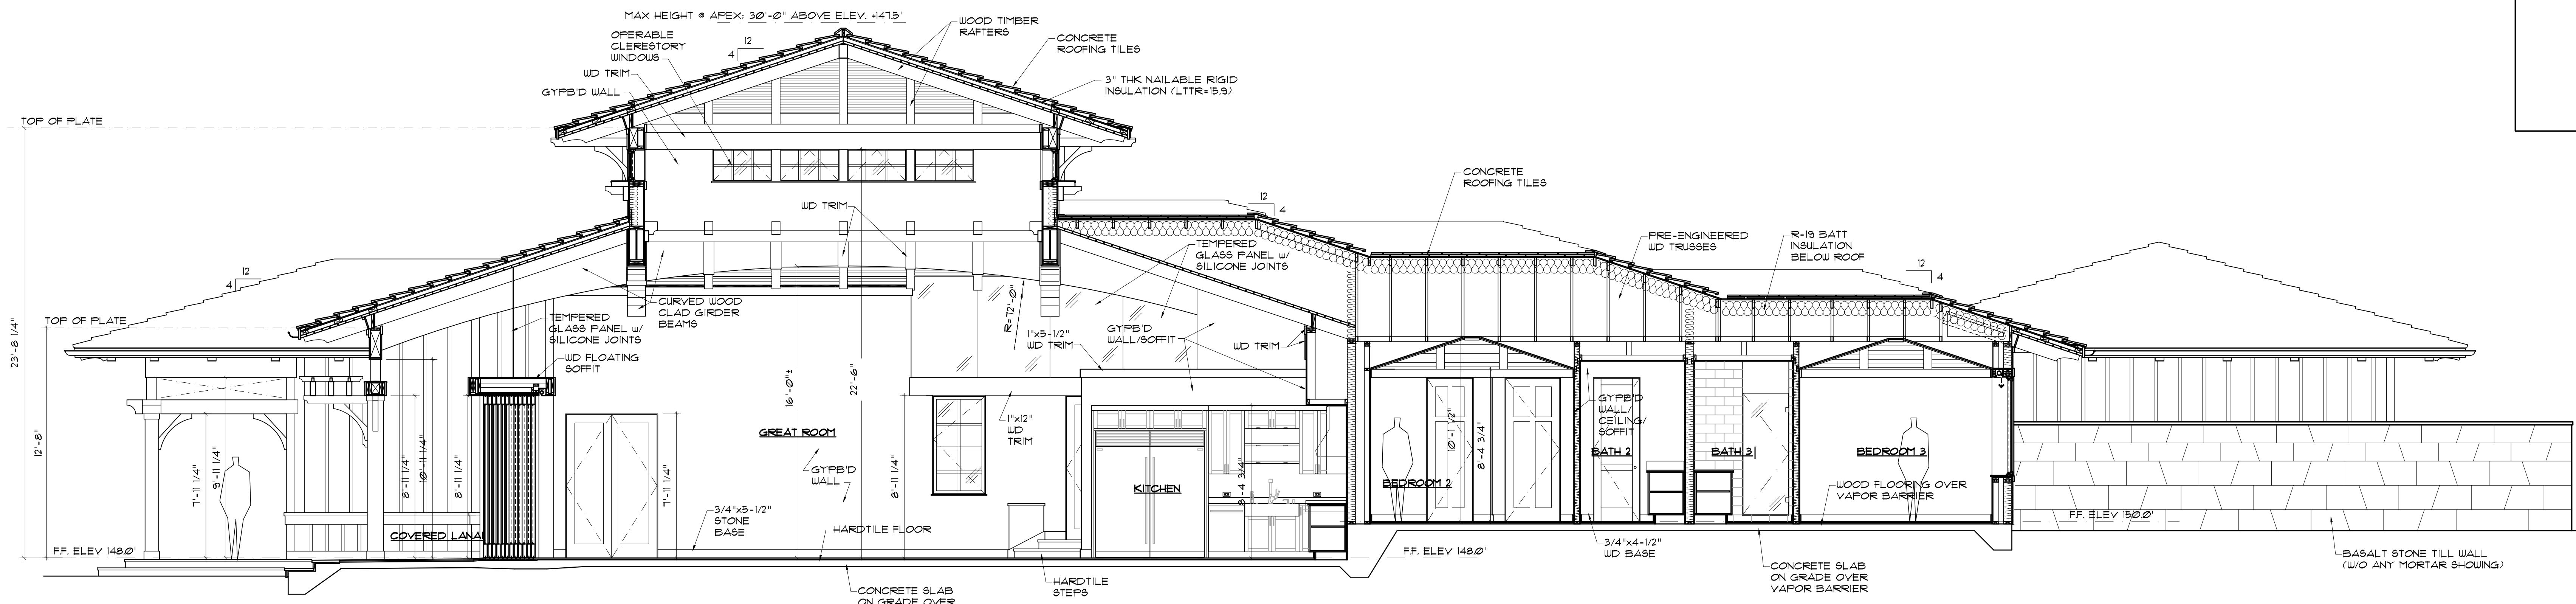 MAX HEIGHT @ APEX: 30'-0" ABOVE ELEV. +147.5'
OPERABLE
CLERESTORY
WINDOWS
WD TRIM
GYPB'D WALL
12
4
WOOD TIMBER
RAFTERS
CONCRETE
ROOFING TILES
3" THK NAILABLE RIGID
INSULATION (LTTR=15.9)
TOP OF PLATE
23'-8 1/4"
WD TRIM
12
4
CONCRETE
ROOFING TILES
PRE-ENGINEERED
WD TRUSSES
R-19 BATT
INSULATION
BELOW ROOF
12
4
12
4
TOP OF PLATE
12'-8"
TEMPERED
GLASS PANEL w/
SILICONE JOINTS
CURVED WOOD
CLAD GIRDER
BEAMS
TEMPERED
GLASS PANEL w/
SILICONE JOINTS
WD FLOATING
SOFFIT
R= 72'-0"
1"x5-1/2"
WD TRIM
GYPB'D
WALL/SOFFIT
WD TRIM
16'-0"±
22'-6"
1"x12"
WD
TRIM
7'-11 1/4"
9'-11 1/4"
8'-11 1/4"
10'-11 1/4"
8'-11 1/4"
7'-11 1/4"
8'-11 1/4"
8'-4 3/4"
10'-1 1/2"
8'-4 3/4"
GREAT ROOM
GYPB'D
WALL
KITCHEN
BEDROOM 2
GYPB'D
WALL/
CEILING/
SOFFIT
BATH 2
BATH 3
BEDROOM 3
WOOD FLOORING OVER
VAPOR BARRIER
F.F. ELEV 150.0'
COVERED LANAI
F.F. ELEV 148.0'
3/4"x5-1/2"
STONE
BASE
HARDTILE FLOOR
F.F. ELEV 148.0'
3/4"x4-1/2"
WD BASE
HARDTILE
STEPS
CONCRETE SLAB
ON GRADE OVER
CONCRETE SLAB
ON GRADE OVER
VAPOR BARRIER
BASALT STONE TILL WALL
(W/O ANY MORTAR SHOWING)